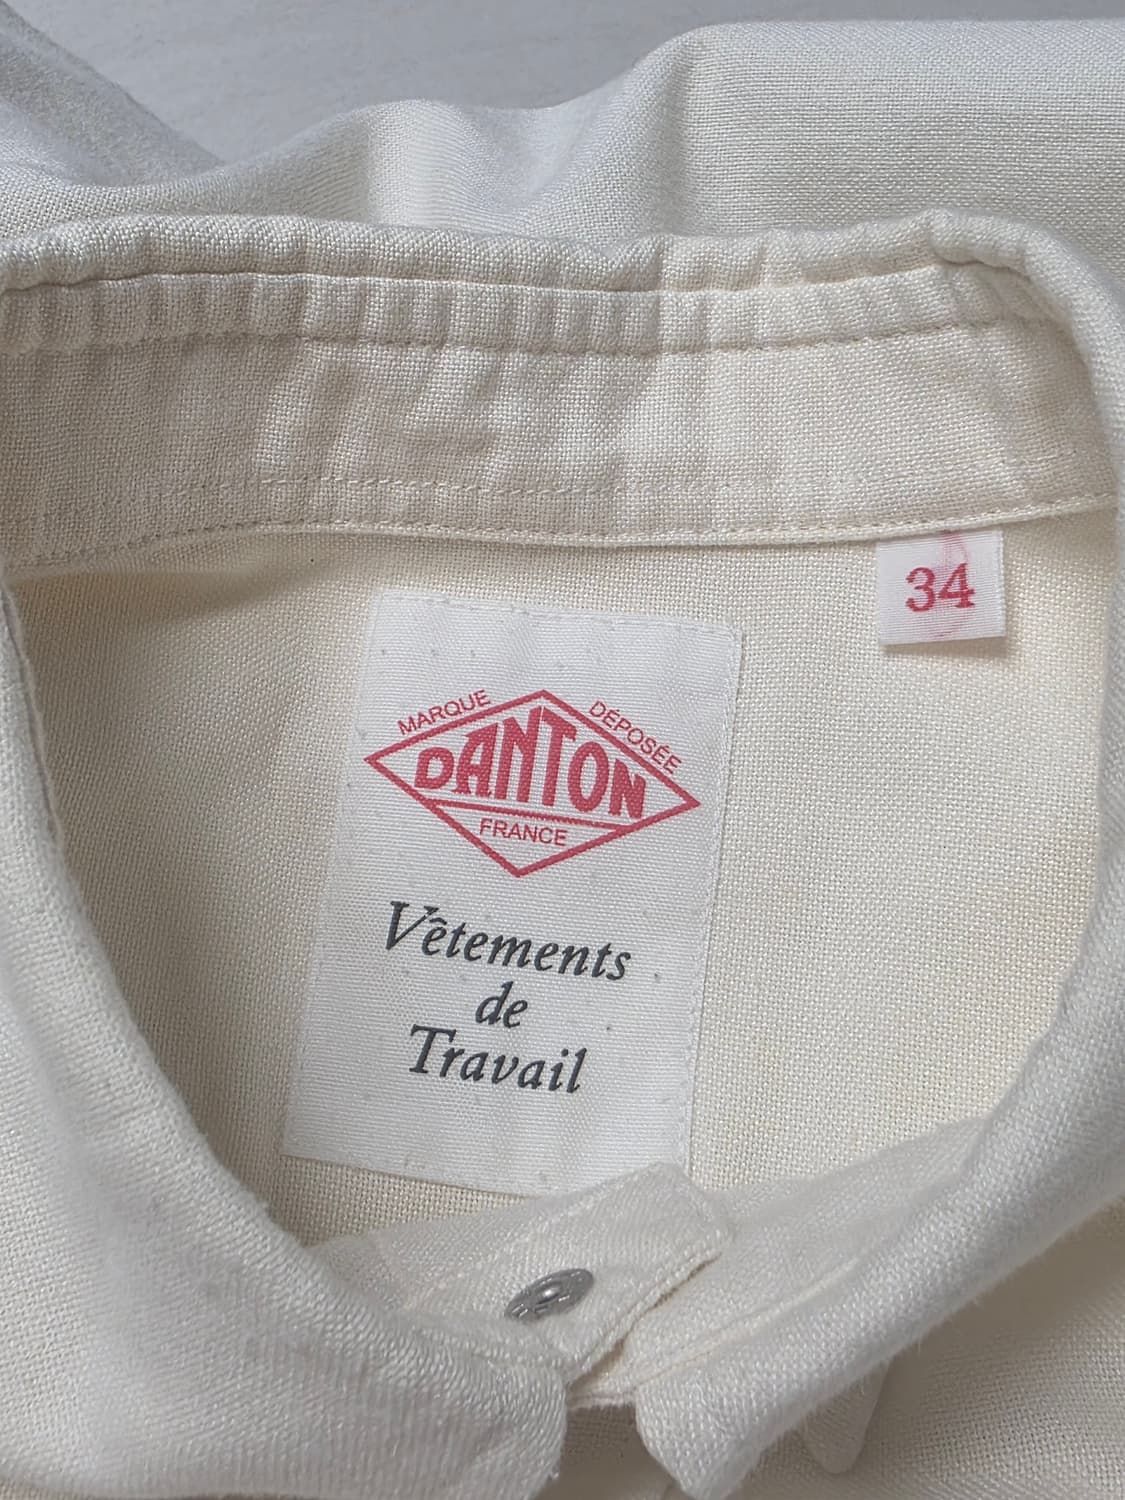 34
MARQUE DÉPOSÉE
DANTON
FRANCE
Vêtements
de
Travail